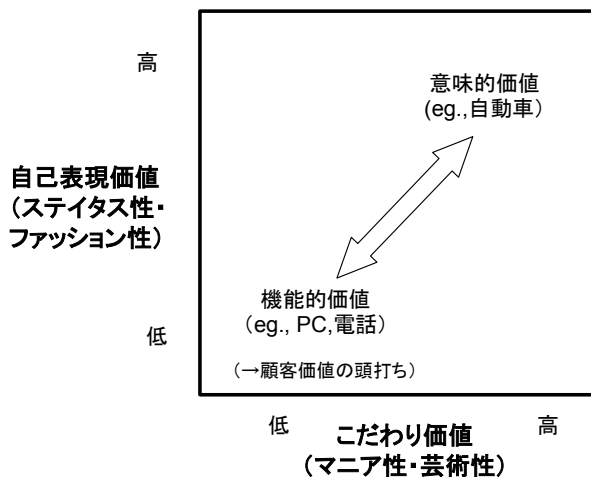 高
意味的価値
(eg.,自動車）
自己表現価値
（ステイタス性・
ファッション性）
機能的価値
（eg., PC,電話）
低
（→顧客価値の頭打ち）
低
高
こだわり価値
（マニア性・芸術性）